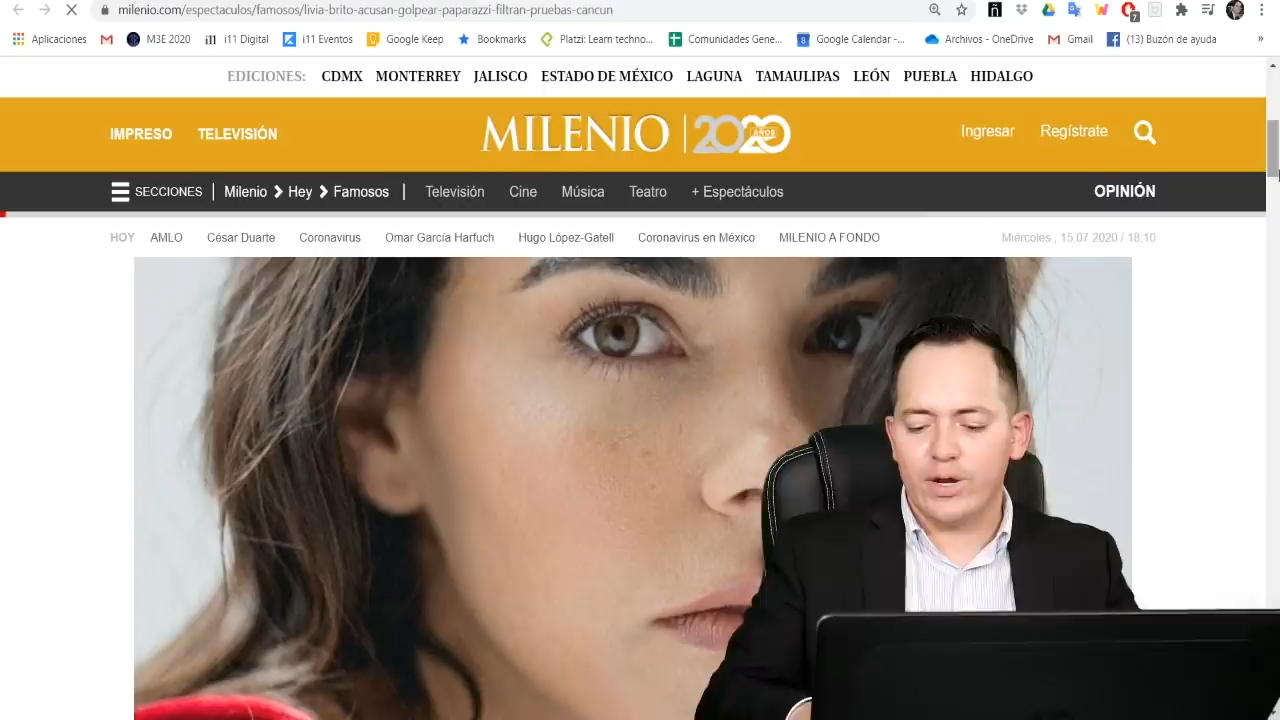 milenio.com/espectaculos/famosos/livia-brito-acusan-golpear-paparazzi-filtran-pruebas-cancun
7
Aplicaciones M3E 2020 i11 Digital i11 Eventos Google Keep Bookmarks Platzi: Learn techno... Comunidades Gene... 8 Google Calendar -... Archivos - OneDrive Gmail (13) Buzón de ayuda »
EDICIONES: CDMX MONTERREY JALISCO ESTADO DE MÉXICO LAGUNA TAMAULIPAS LEÓN PUEBLA HIDALGO
IMPRESO TELEVISIÓN MILENIO | 2020 AÑOS Ingresar Regístrate
SECCIONES | Milenio > Hey > Famosos | Televisión Cine Música Teatro + Espectáculos OPINIÓN
HOY AMLO César Duarte Coronavirus Omar García Harfuch Hugo López-Gatell Coronavirus en México MILENIO A FONDO Miércoles , 15.07 2020 / 18:10